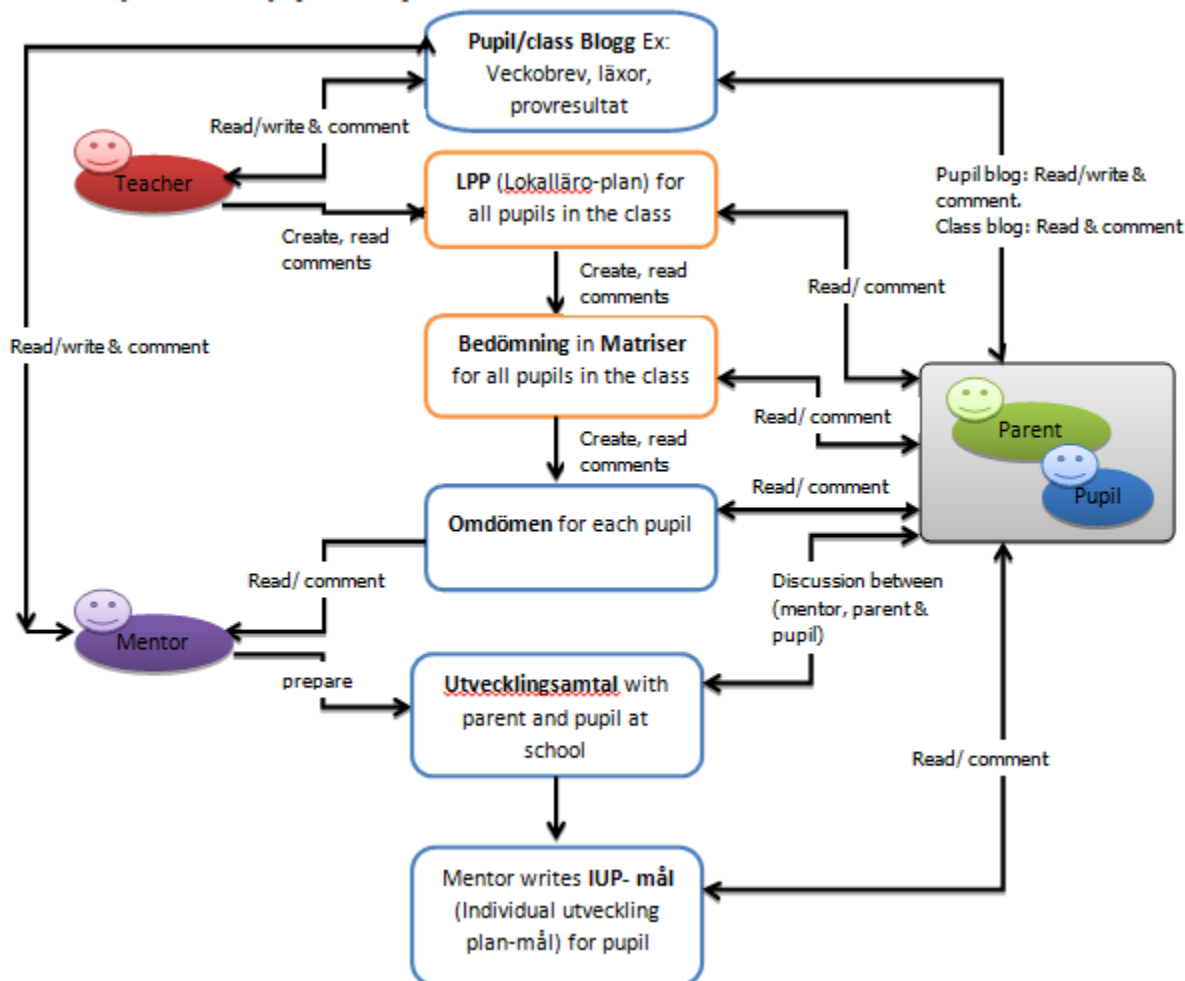 Pupil/class Blogg Ex:
Veckobrev, läxor,
provresultat
Read/write & comment
Teacher
LPP (Lokalläro-plan) for
all pupils in the class
Pupil blog: Read/write &
comment.
Class blog: Read & comment
Create, read
comments
Create, read
comments
Read/ comment
Read/write & comment
Bedömning in Matriser
for all pupils in the class
Read/ comment
Parent
Pupil
Create, read
comments
Read/ comment
Omdömen for each pupil
Read/ comment
Discussion between
(mentor, parent &
pupil)
Mentor
prepare
Utvecklingsamtal with
parent and pupil at
school
Read/ comment
Mentor writes IUP- mål
(Individual utveckling
plan-mål) for pupil